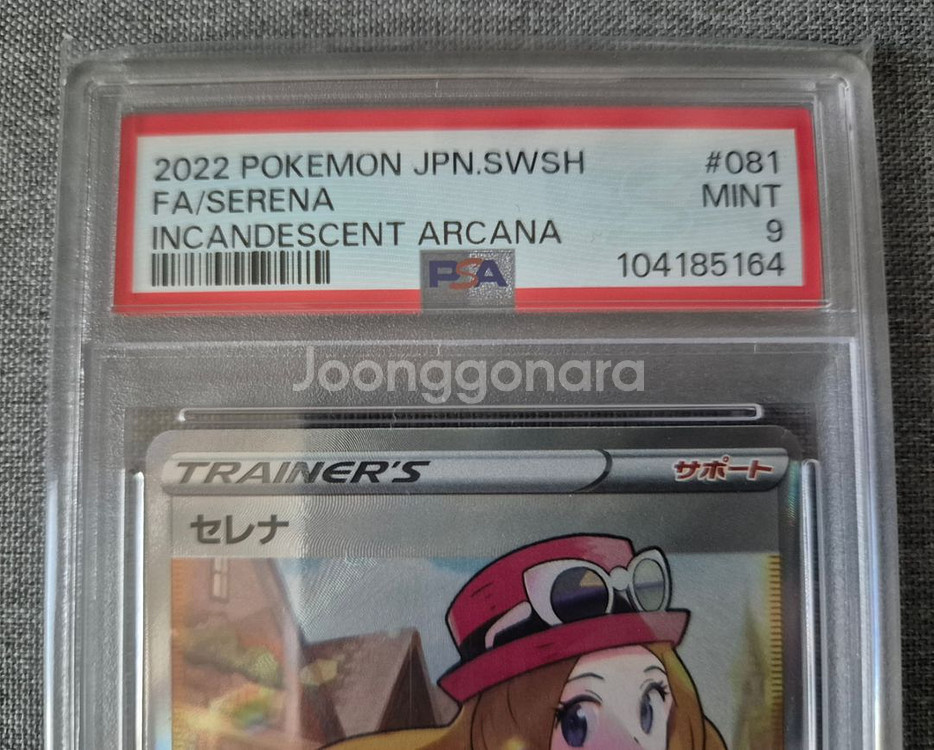 2022 POKEMON JPN.SWSH #081
FA/SERENA MINT
INCANDESCENT ARCANA 9
PSA 104185164
Joonggonara
TRAINER'S サポート
セレナ